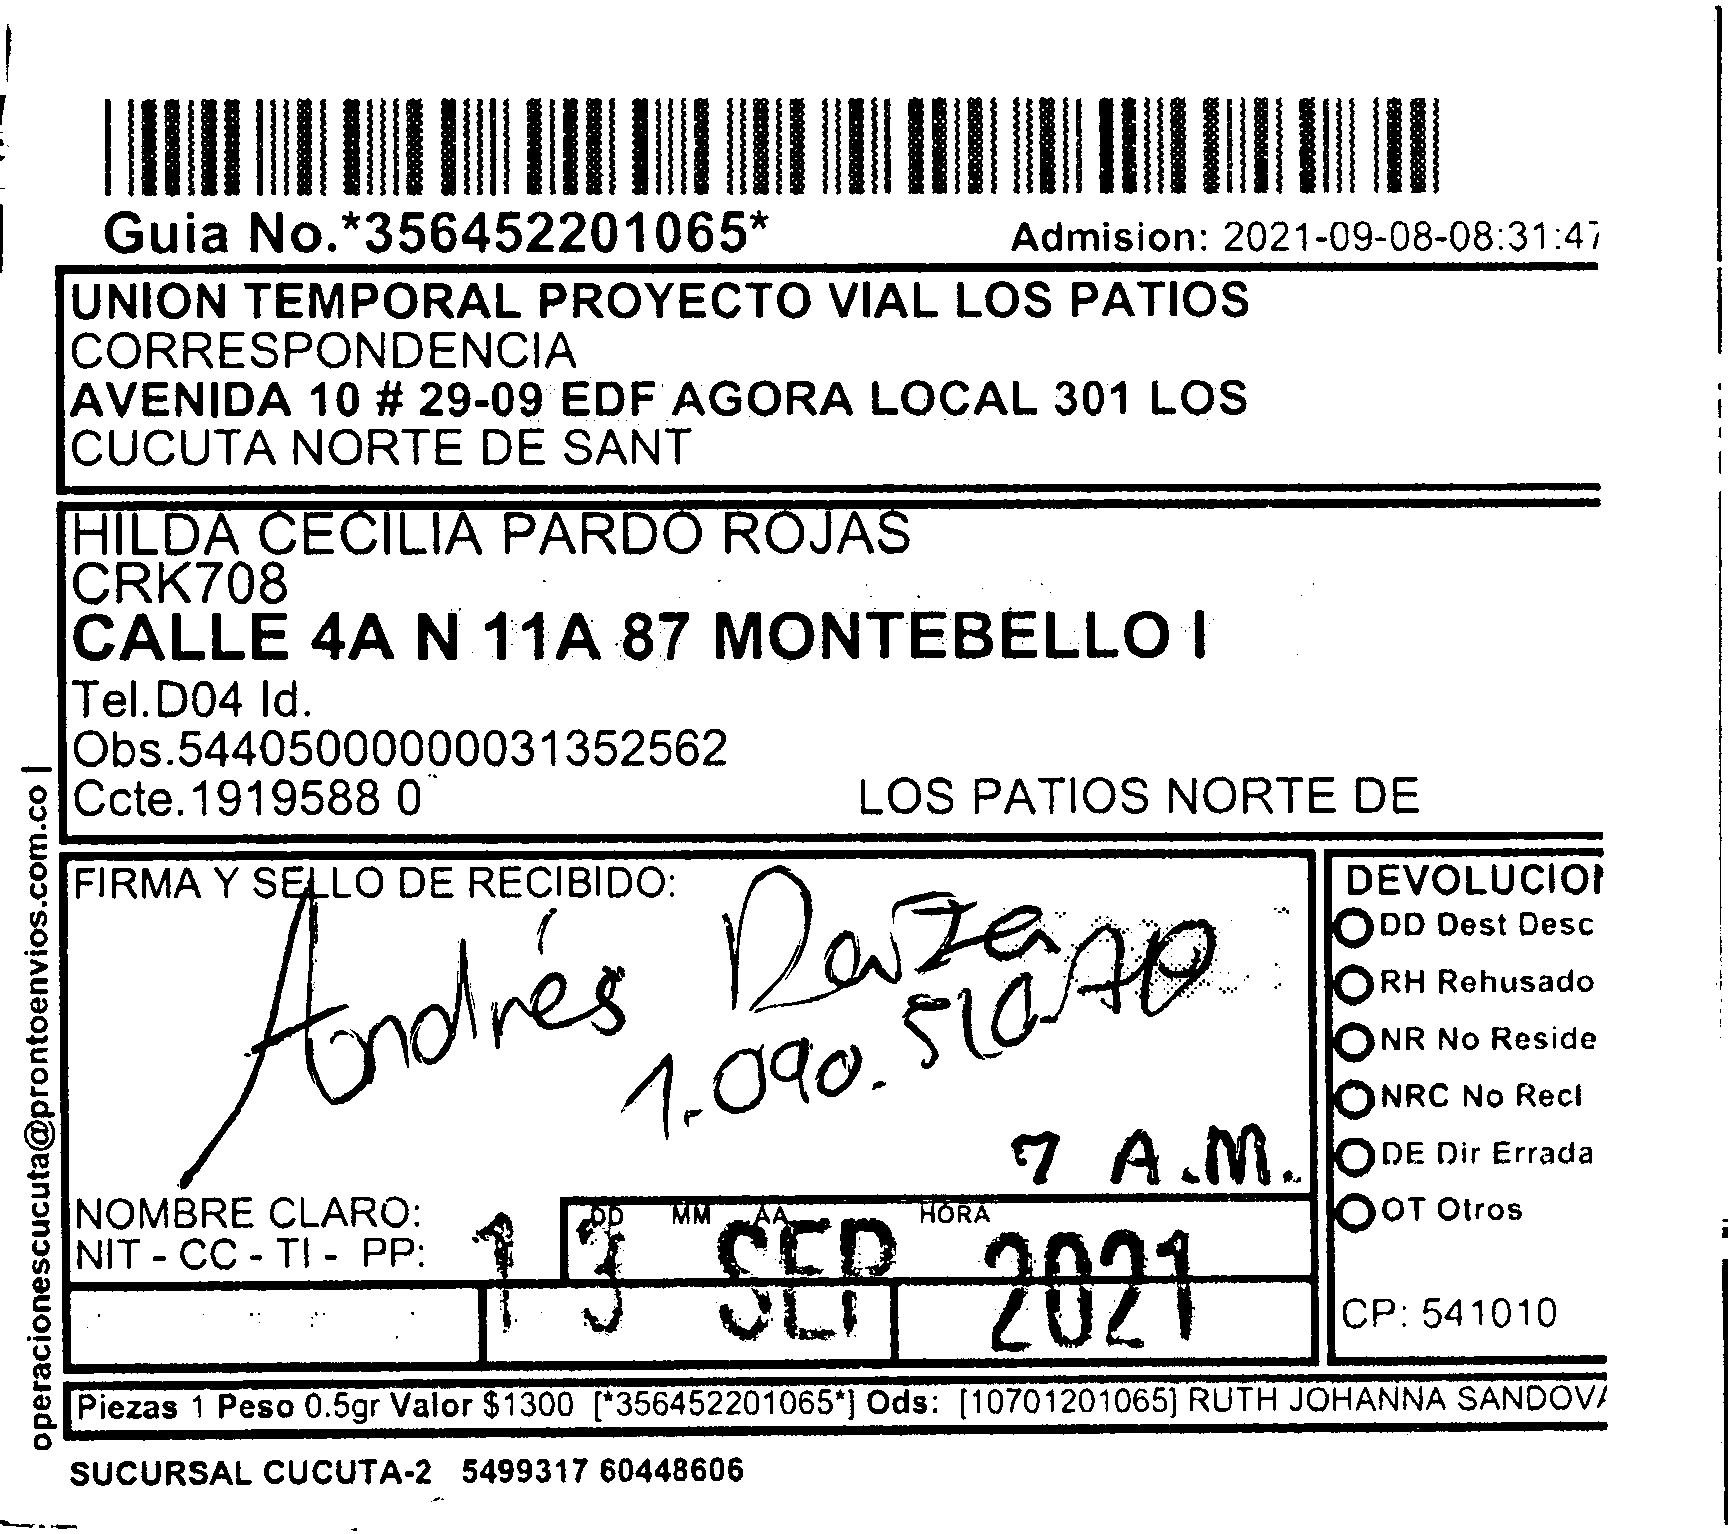 Guia No.*356452201065*
Admision: 2021-09-08-08:31:47
UNION TEMPORAL PROYECTO VIAL LOS PATIOS
CORRESPONDENCIA
AVENIDA 10 # 29-09 EDF AGORA LOCAL 301 LOS
CUCUTA NORTE DE SANT
HILDA CECILIA PARDO ROJAS
CRK708
CALLE 4A N 11A 87 MONTEBELLO I
Tel.D04 Id.
Obs.544050000000031352562
Ccte.1919588 0
LOS PATIOS NORTE DE
operacionescucuta@prontoenvios.com.co |
FIRMA Y SELLO DE RECIBIDO:
Andrés
1.090.
7 A.M.
NOMBRE CLARO:
NIT - CC - TI - PP:
DD MM AA HORA
13 SEP 2021
DEVOLUCION
DD Dest Desc
RH Rehusado
NR No Reside
NRC No Recl
DE Dir Errada
OT Otros
CP: 541010
Piezas 1 Peso 0.5gr Valor $1300 [*356452201065*] Ods: [10701201065] RUTH JOHANNA SANDOVA
SUCURSAL CUCUTA-2 5499317 60448606